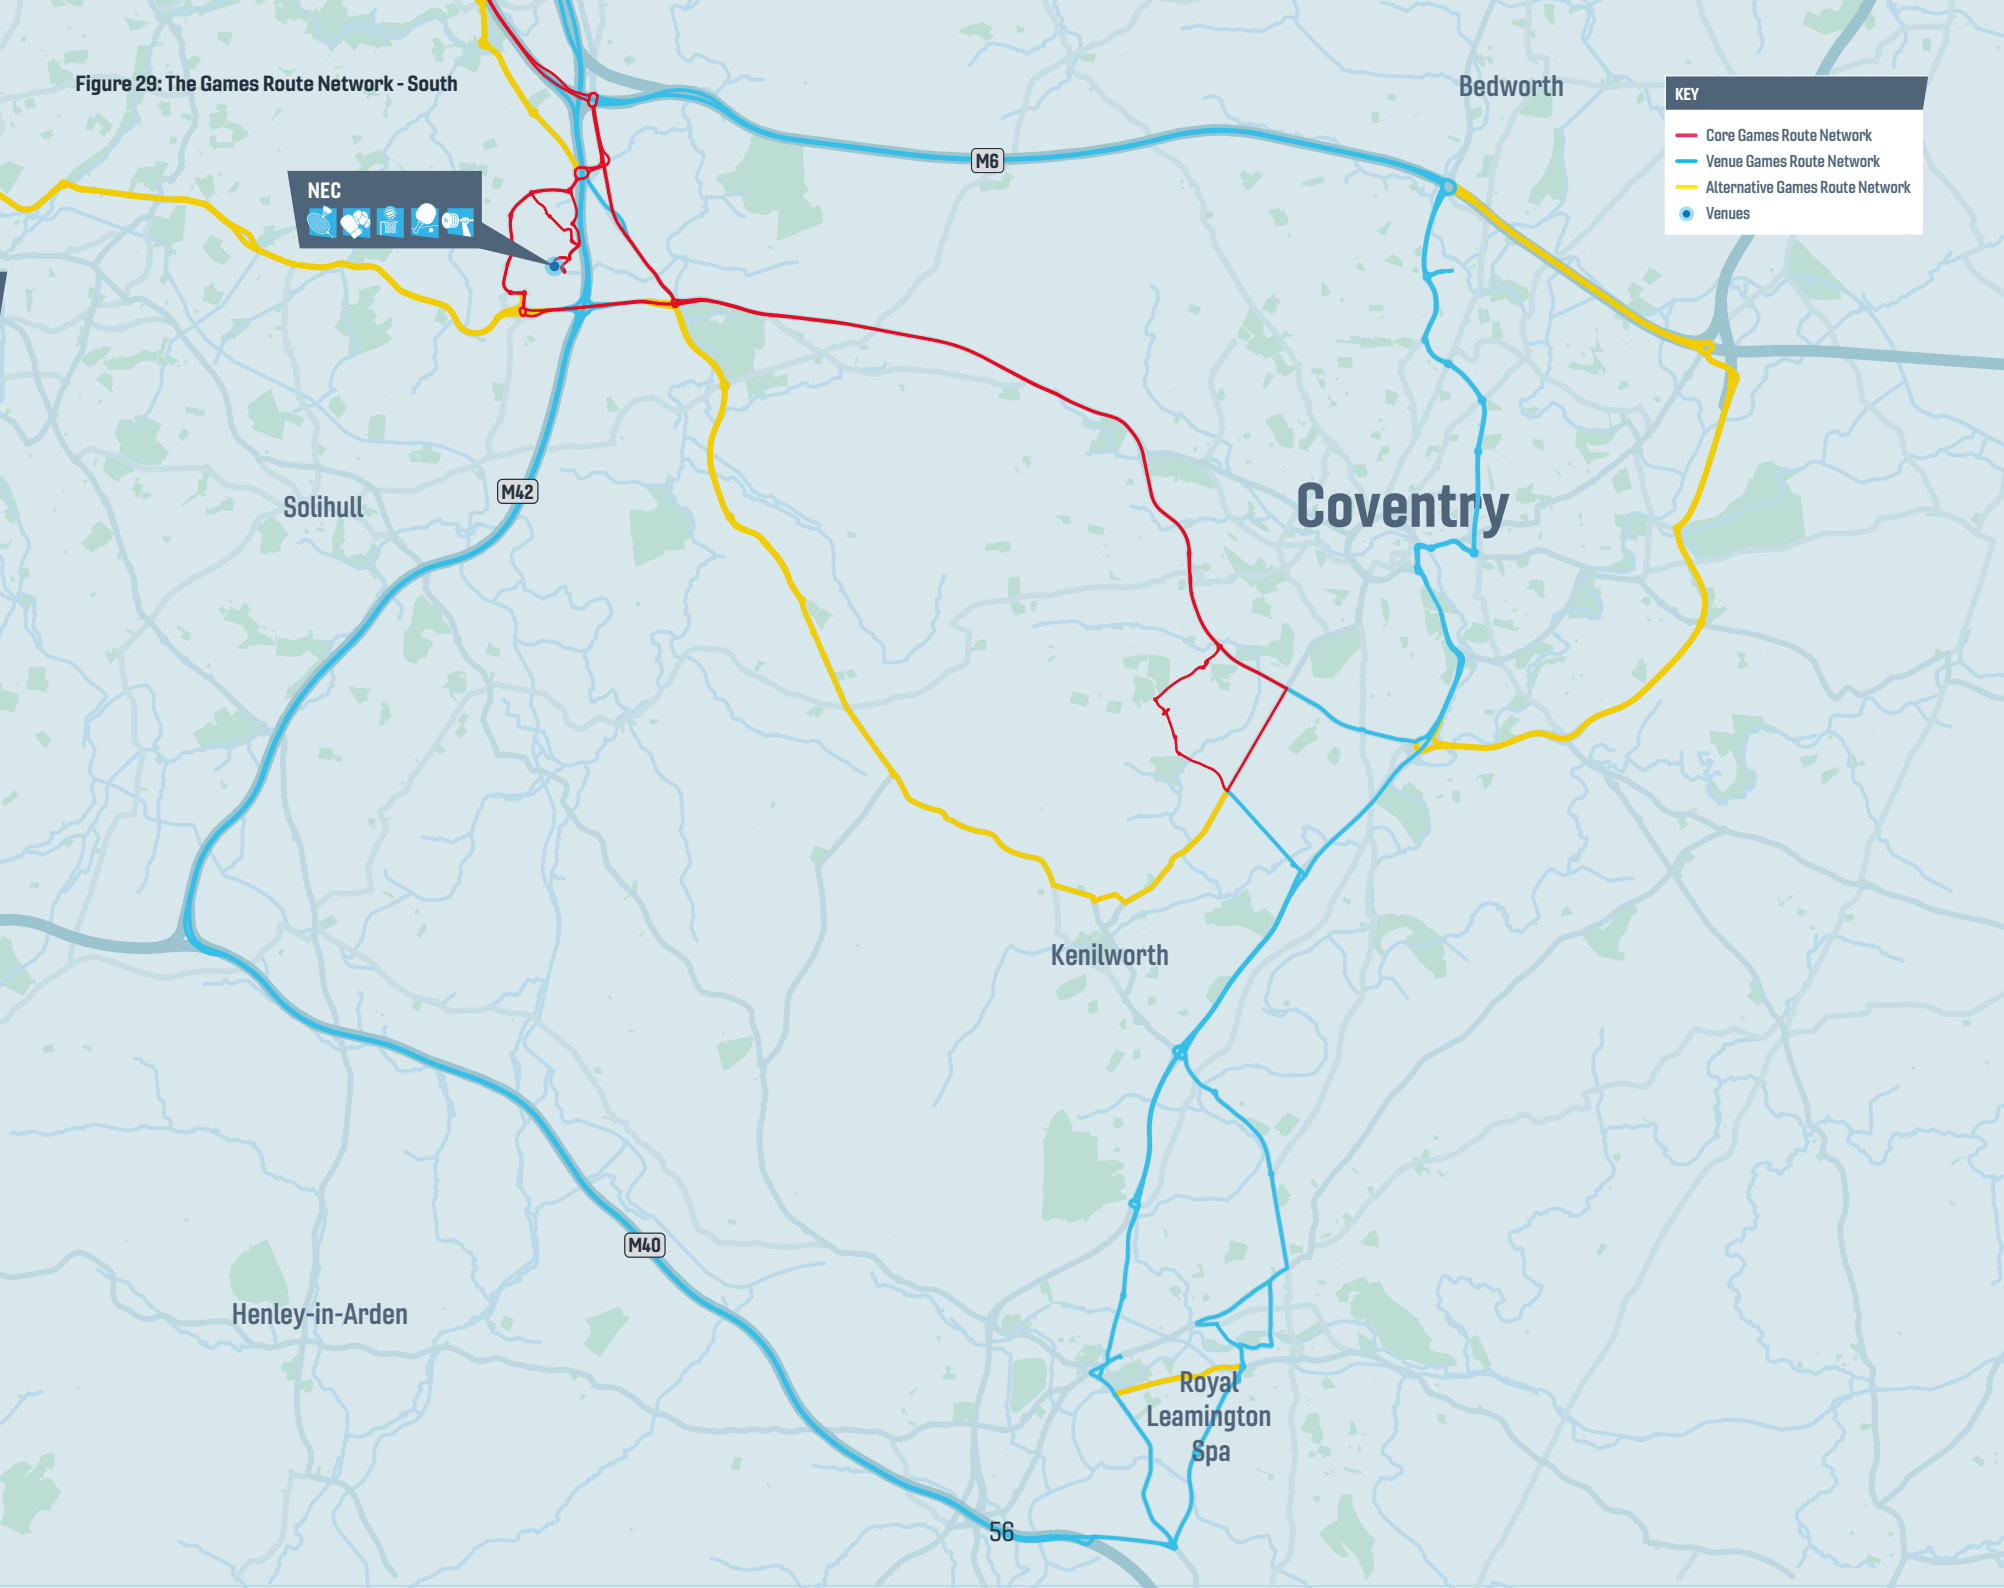 Figure 29: The Games Route Network - South
Bedworth
KEY
Core Games Route Network
Venue Games Route Network
Alternative Games Route Network
Venues
M6
NEC
M42
Solihull
Coventry
Kenilworth
M40
Henley-in-Arden
Royal
Leamington
Spa
56